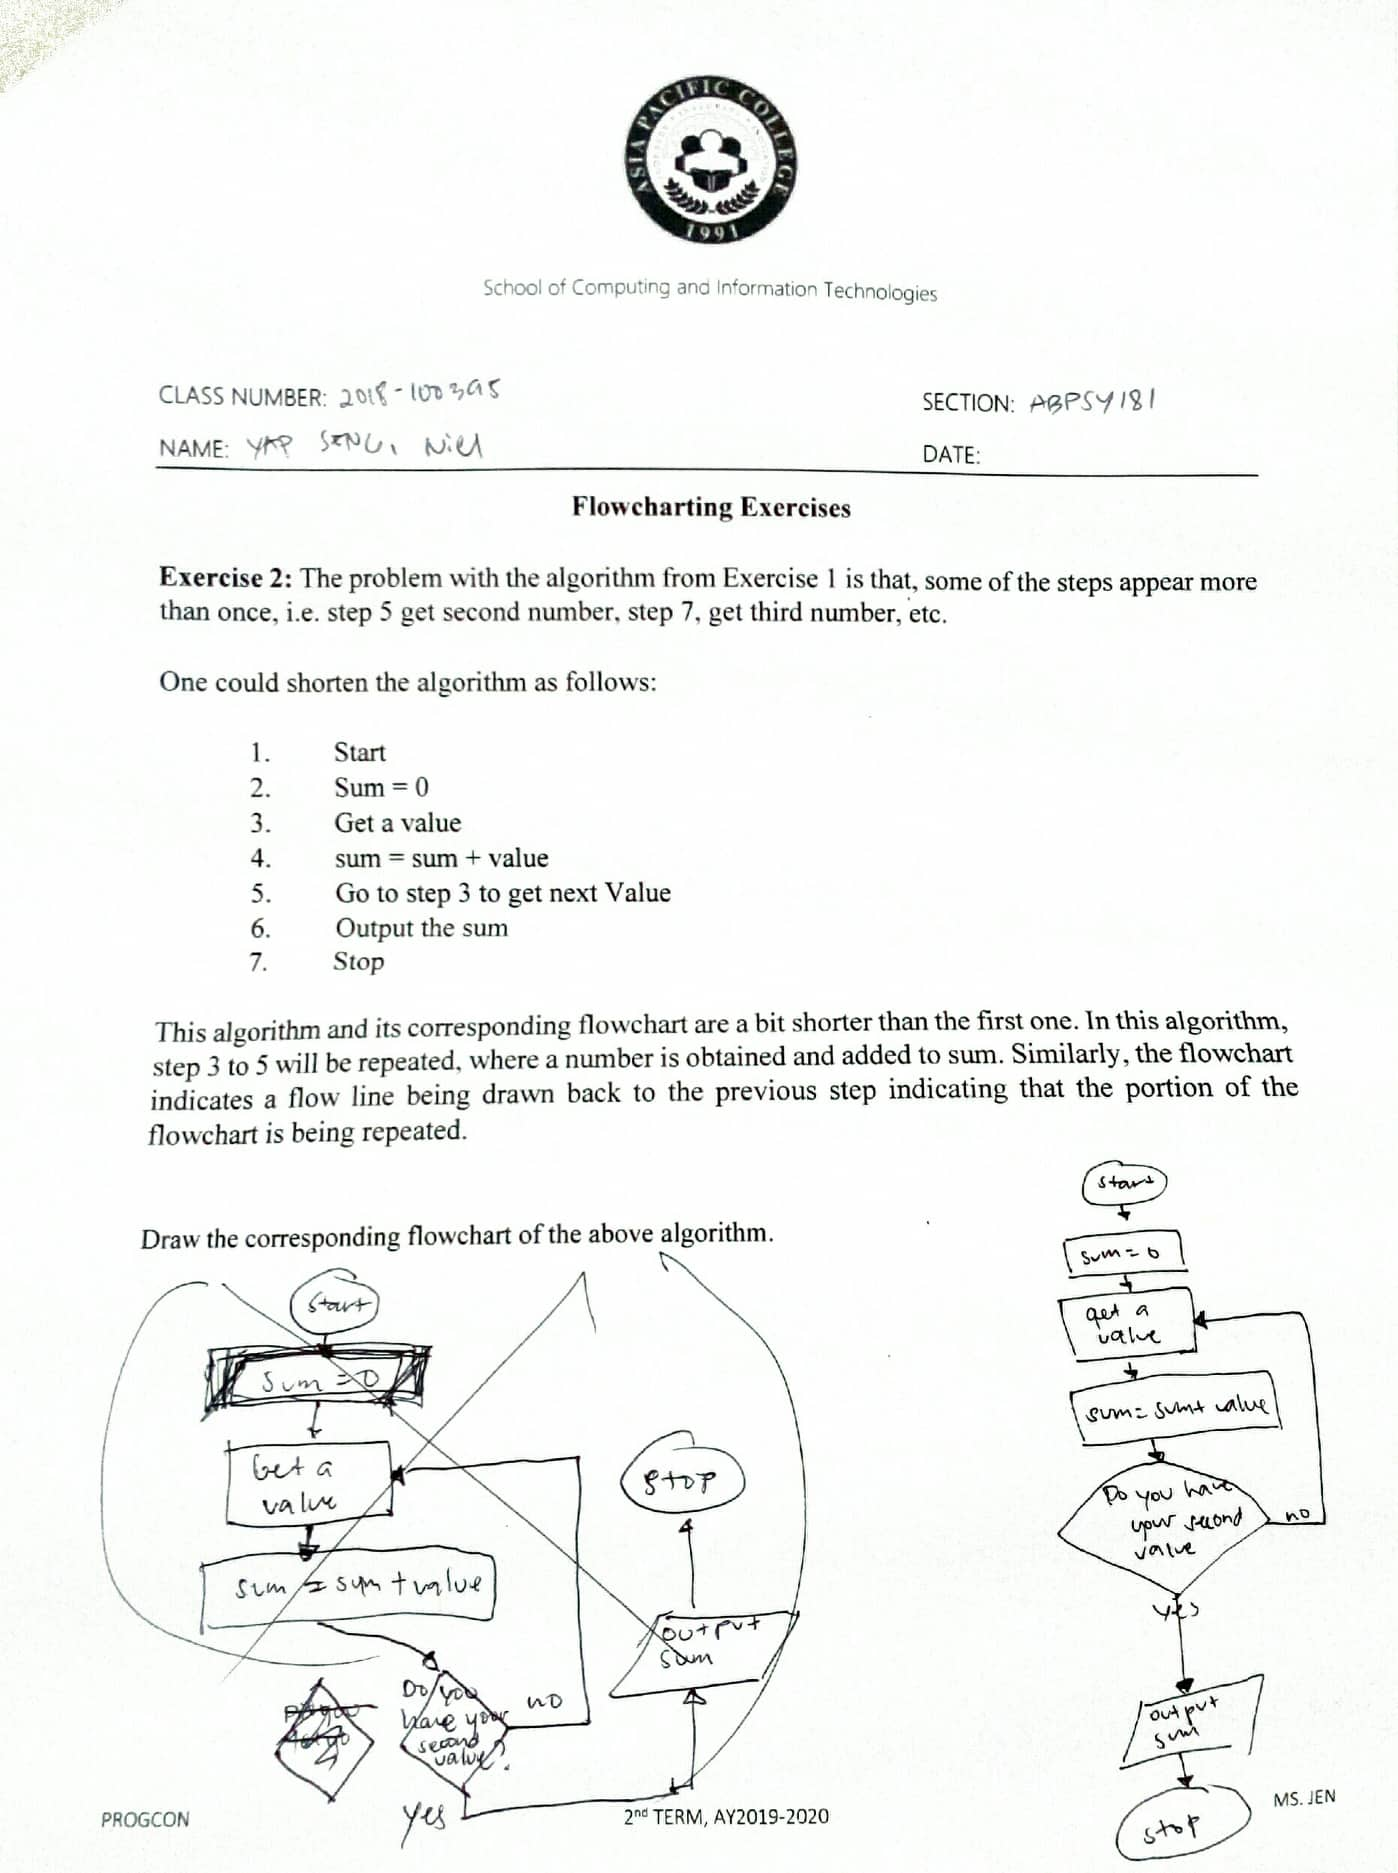 ASIA PACIFIC COLLEGE
1991
School of Computing and Information Technologies
CLASS NUMBER: 2018-100395
SECTION: ABPSY181
NAME: YAP SENG, Niel
DATE:
Flowcharting Exercises
Exercise 2: The problem with the algorithm from Exercise 1 is that, some of the steps appear more
than once, i.e. step 5 get second number, step 7, get third number, etc.
One could shorten the algorithm as follows:
1. Start
2. Sum = 0
3. Get a value
4. sum = sum + value
5. Go to step 3 to get next Value
6. Output the sum
7. Stop
This algorithm and its corresponding flowchart are a bit shorter than the first one. In this algorithm,
step 3 to 5 will be repeated, where a number is obtained and added to sum. Similarly, the flowchart
indicates a flow line being drawn back to the previous step indicating that the portion of the
flowchart is being repeated.
Draw the corresponding flowchart of the above algorithm.
Start
Sum = 0
Get a
value
sum = sum + value
Do you
have your
second
value?
no
yes
output
sum
stop
start
sum = 0
get a
value
sum = sum + value
Do you have
your second
value
no
yes
output
sum
stop
PROGCON
2nd TERM, AY2019-2020
MS. JEN